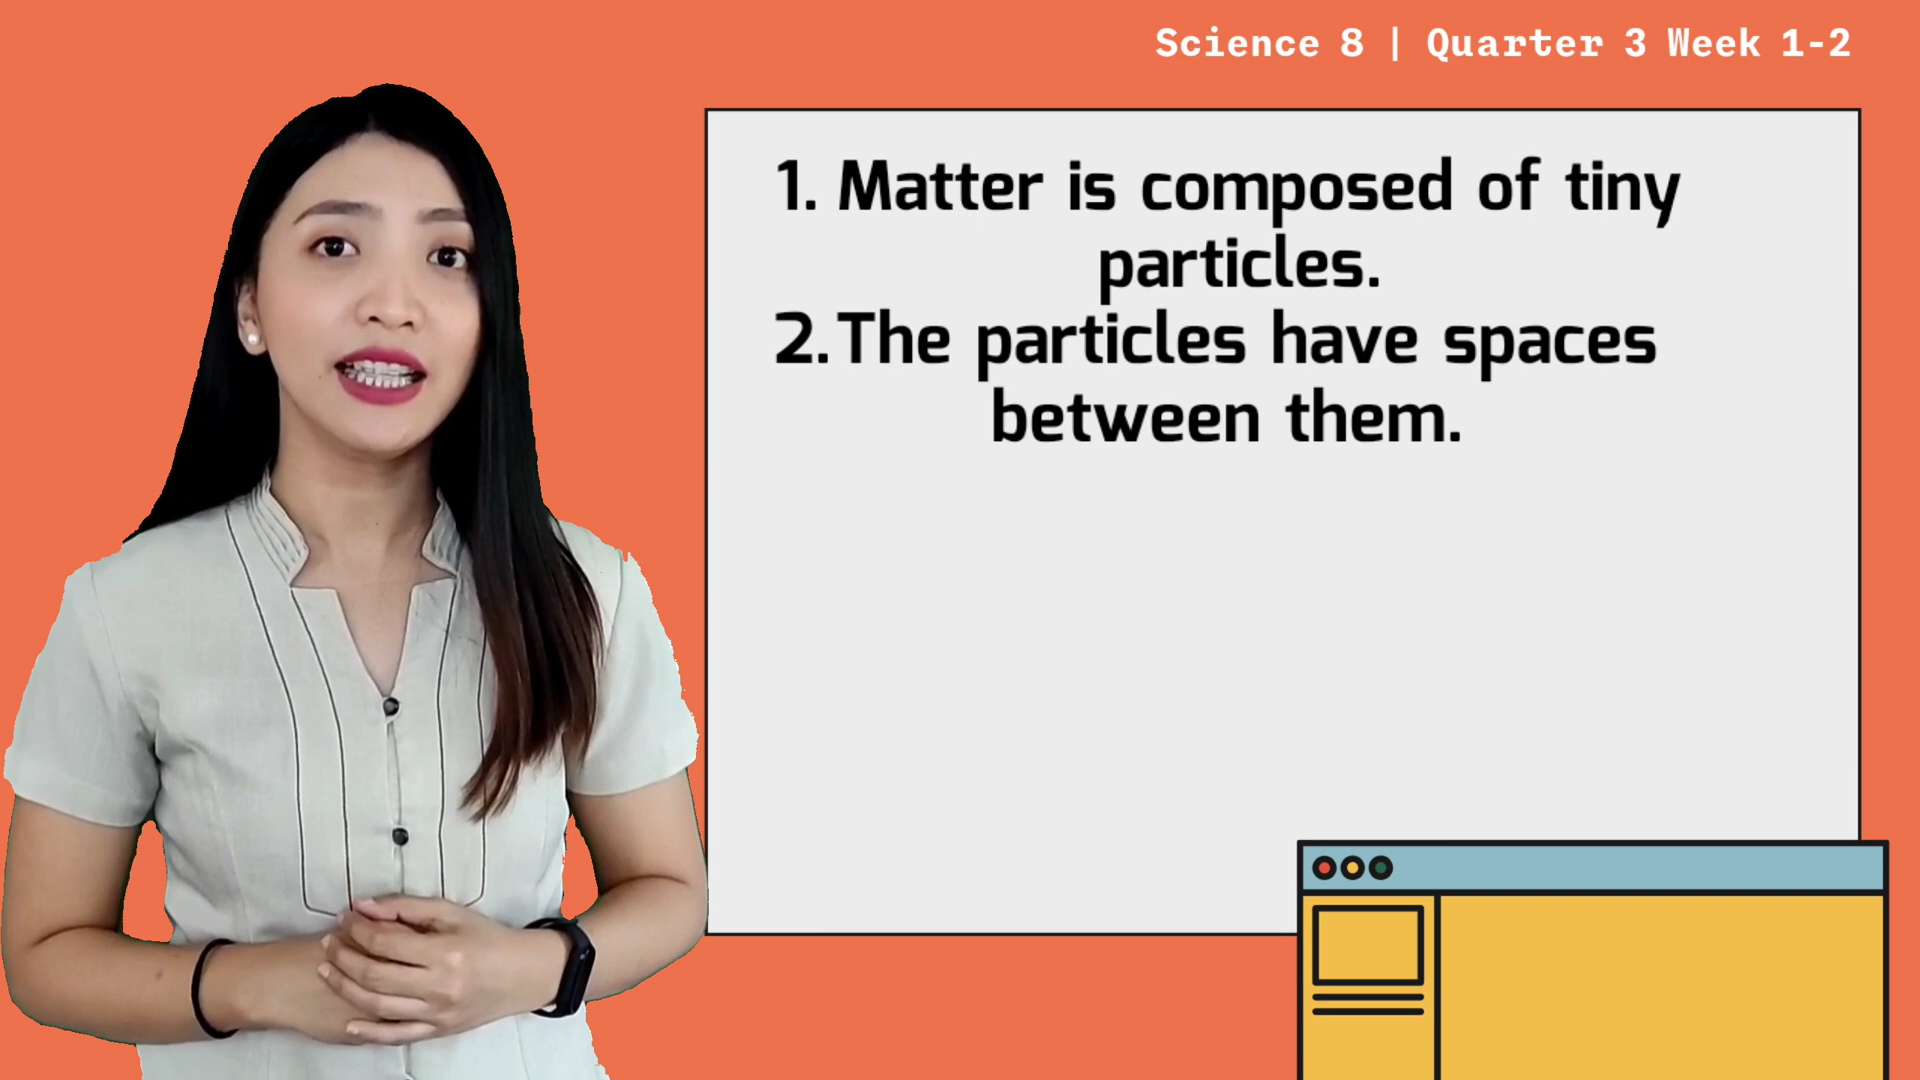 Science 8 | Quarter 3 Week 1-2
1. Matter is composed of tiny
particles.
2. The particles have spaces
between them.